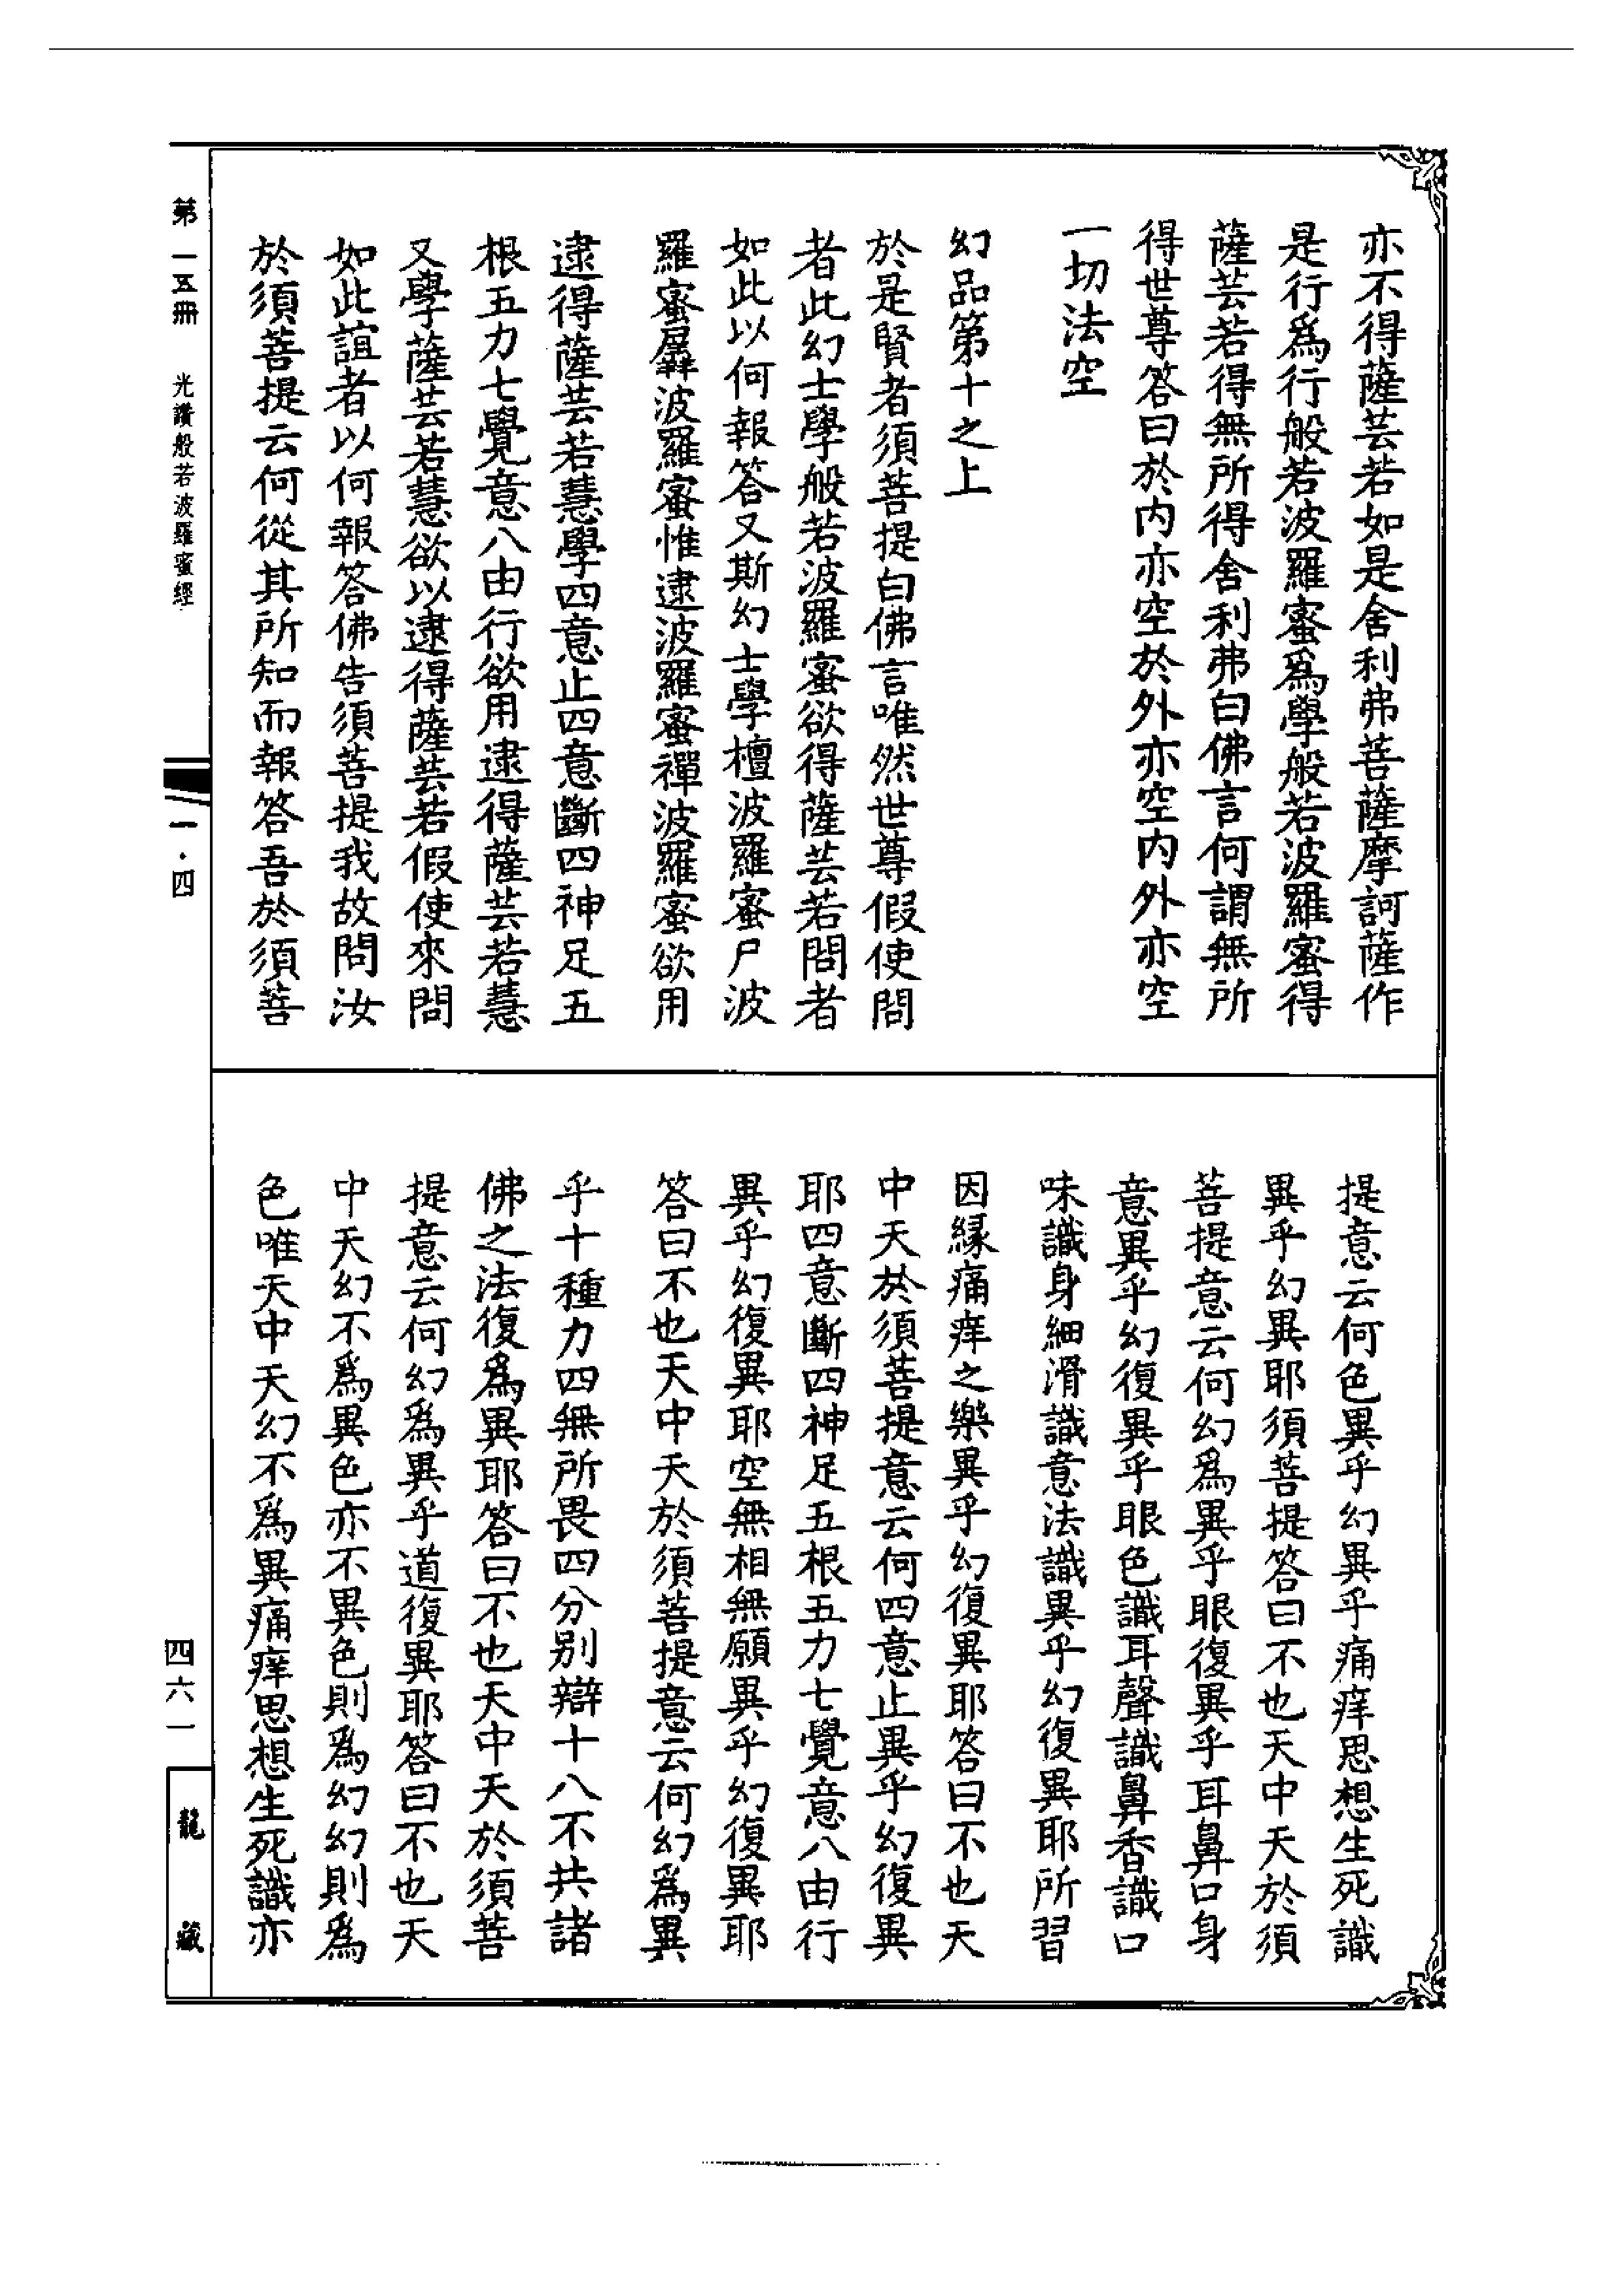 亦不得薩芸若如是舍利弗菩薩摩訶薩作
是行爲行般若波羅蜜爲學般若波羅蜜得
薩芸若得無所得舍利弗白佛言何謂無所
得世尊答曰於內亦空於外亦空內外亦空
一切法空
幻品第十之上
於是賢者須菩提白佛言唯然世尊假使問
者此幻士學般若波羅蜜欲得薩芸若問者
如此以何報答又斯幻士學檀波羅蜜尸波
羅蜜羼波羅蜜惟逮波羅蜜禪波羅蜜欲用
逮得薩芸若慧學四意止四意斷四神足五
根五力七覺意八由行欲用逮得薩芸若慧
又學薩芸若慧欲以逮得薩芸若假使來問
如此誼者以何報答佛告須菩提我故問汝
於須菩提云何從其所知而報答吾於須菩
提意云何色異乎幻異乎痛痒思想生死識
異乎幻異耶須菩提答曰不也天中天於須
菩提意云何幻爲異乎眼復異乎耳鼻口身
意異乎幻復異乎眼色識耳聲識鼻香識口
味識身細滑識意法識異乎幻復異耶所習
因緣痛痒之樂異乎幻復異耶答曰不也天
中天於須菩提意云何四意止異乎幻復異
耶四意斷四神足五根五力七覺意八由行
異乎幻復異耶空無相無願異乎幻復異耶
答曰不也天中天於須菩提意云何幻爲異
乎十種力四無所畏四分別辯十八不共諸
佛之法復爲異耶答曰不也天中天於須菩
提意云何幻爲異乎道復異耶答曰不也天
中天幻不爲異色亦不異色則爲幻幻則爲
色唯天中天幻不爲異痛痒思想生死識亦
第一五冊 光讚般若波羅蜜經
一·四
四六一
龍藏